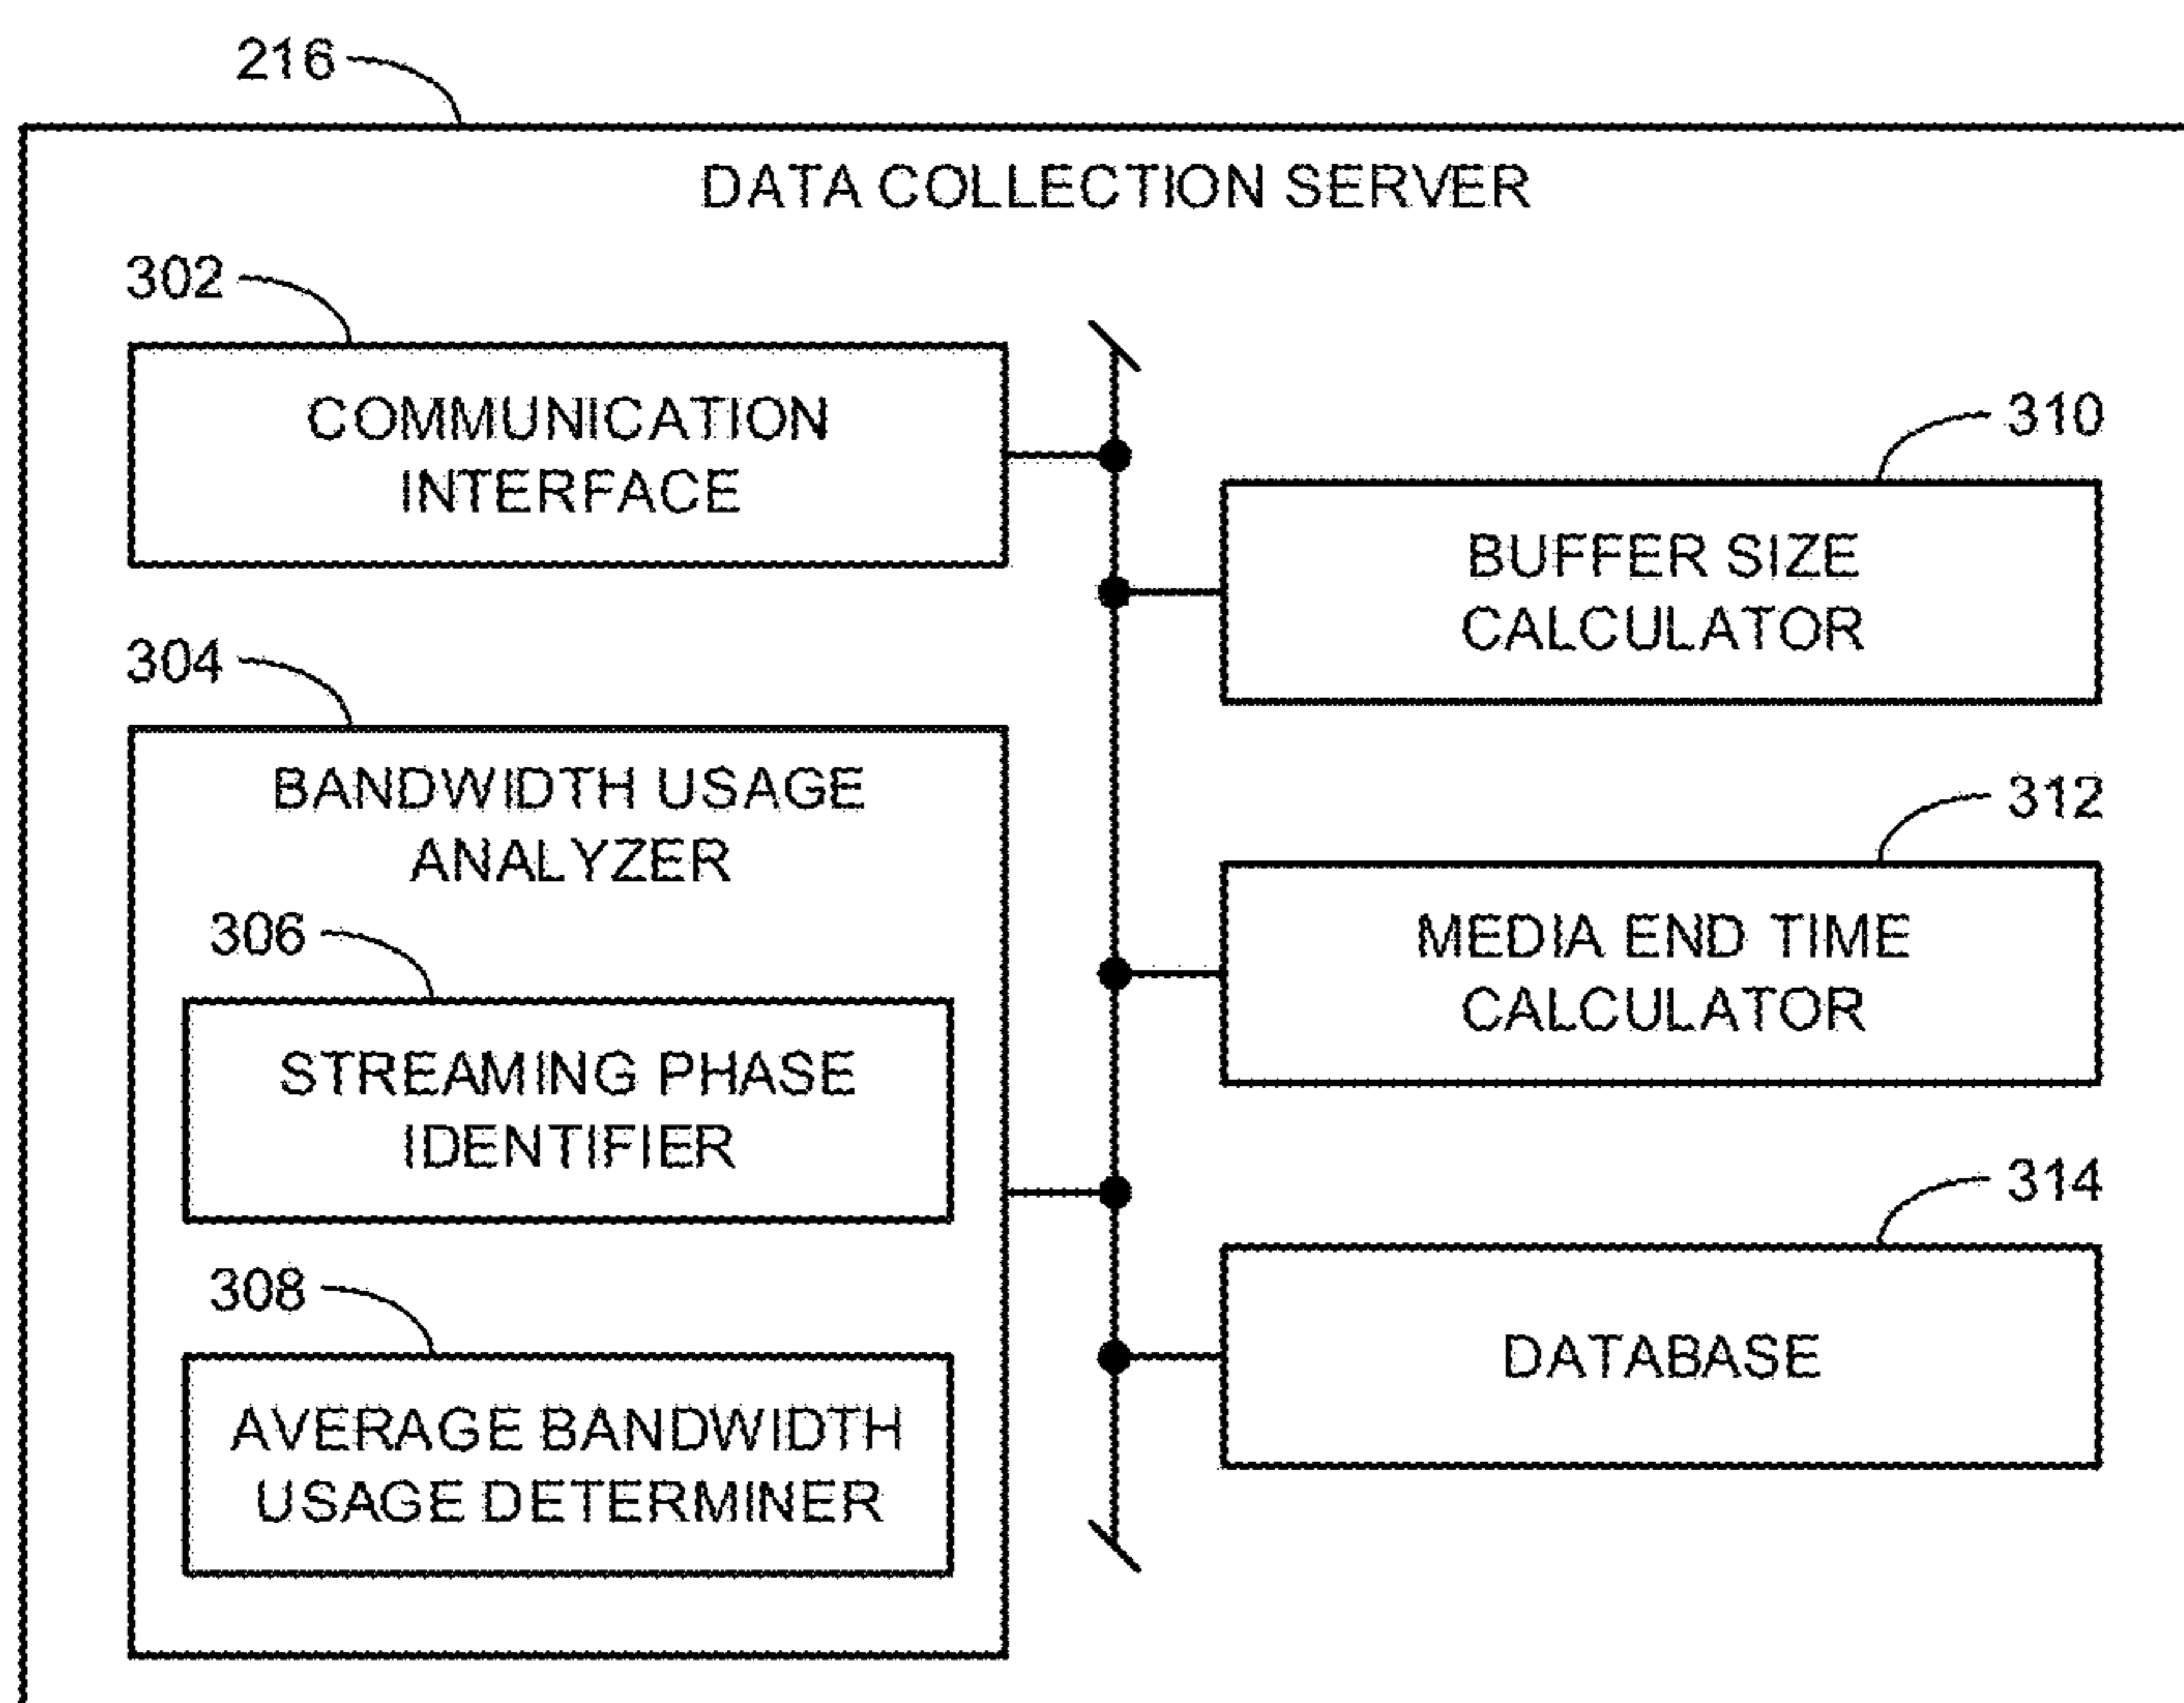 216
DATA COLLECTION SERVER
302
COMMUNICATION
INTERFACE
304
BANDWIDTH USAGE
ANALYZER
306
STREAMING PHASE
IDENTIFIER
308
AVERAGE BANDWIDTH
USAGE DETERMINER
310
BUFFER SIZE
CALCULATOR
312
MEDIA END TIME
CALCULATOR
314
DATABASE